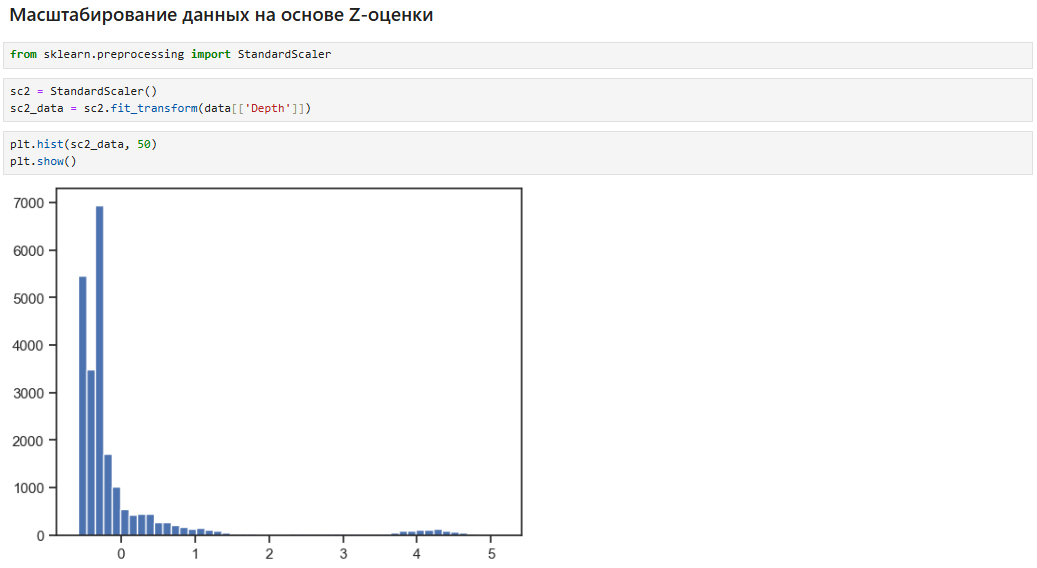 Масштабирование данных на основе Z-оценки
from sklearn.preprocessing import StandardScaler
sc2 = StandardScaler()
sc2_data = sc2.fit_transform(data[['Depth']])
plt.hist(sc2_data, 50)
plt.show()
7000
6000
5000
4000
3000
2000
1000
0
0 1 2 3 4 5